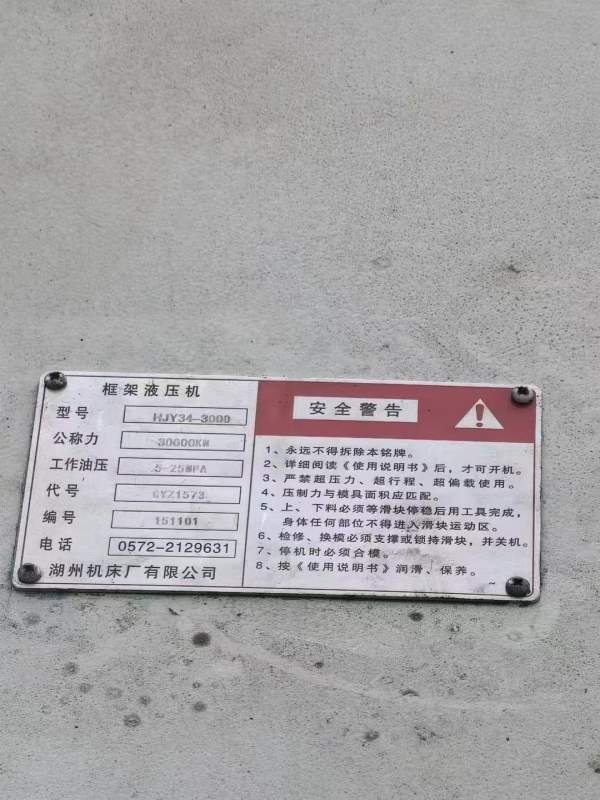 框架液压机
型号 HJY34-3000
公称力 30000KN
工作油压 5-25MPA
代号 GYZ1573
编号 151101
电话 0572-2129631
湖州机床厂有限公司
安全警告
1、永远不得拆除本铭牌。
2、详细阅读《使用说明书》后，才可开机。
3、严禁超压力、超行程、超偏载使用。
4、压制力与模具面积应匹配。
5、上、下料必须等滑块停稳后用工具完成，
身体任何部位不得进入滑块运动区。
6、检修、换模必须支撑或锁持滑块，并关机。
7、停机时必须合模。
8、按《使用说明书》润滑、保养。